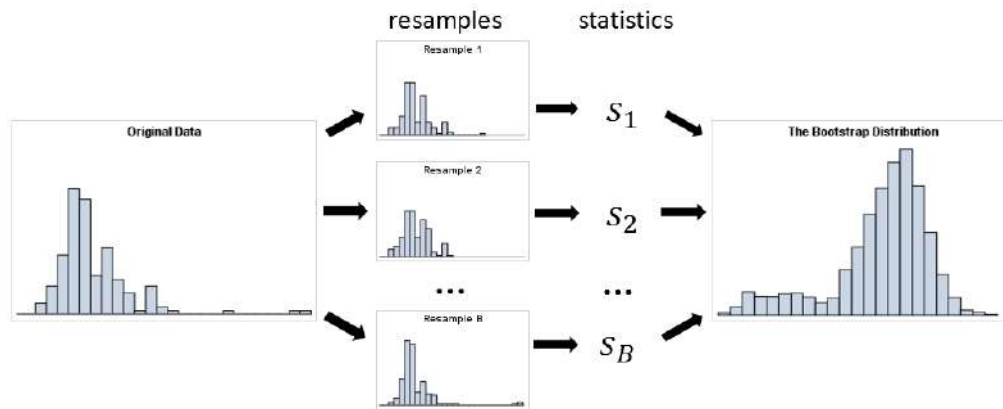 resamples
statistics
Resample 1
S1
Original Data
The Bootstrap Distribution
Resample 2
S2
...
...
Resample B
SB